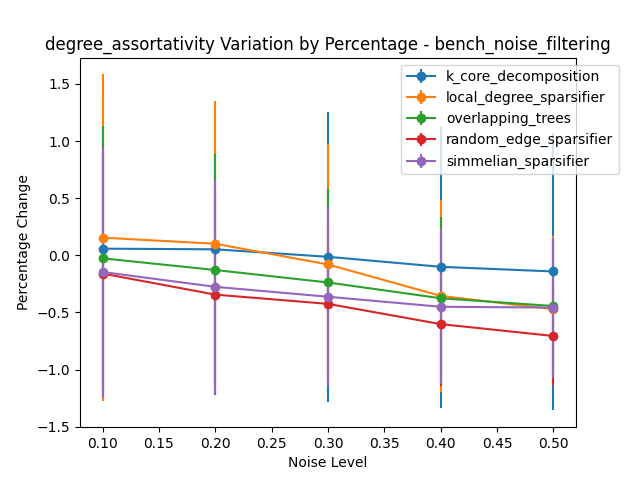 degree_assortativity Variation by Percentage - bench_noise_filtering
k_core_decomposition
local_degree_sparsifier
overlapping_trees
random_edge_sparsifier
simmelian_sparsifier
Percentage Change
1.5
1.0
0.5
0.0
−0.5
−1.0
−1.5
0.10 0.15 0.20 0.25 0.30 0.35 0.40 0.45 0.50
Noise Level